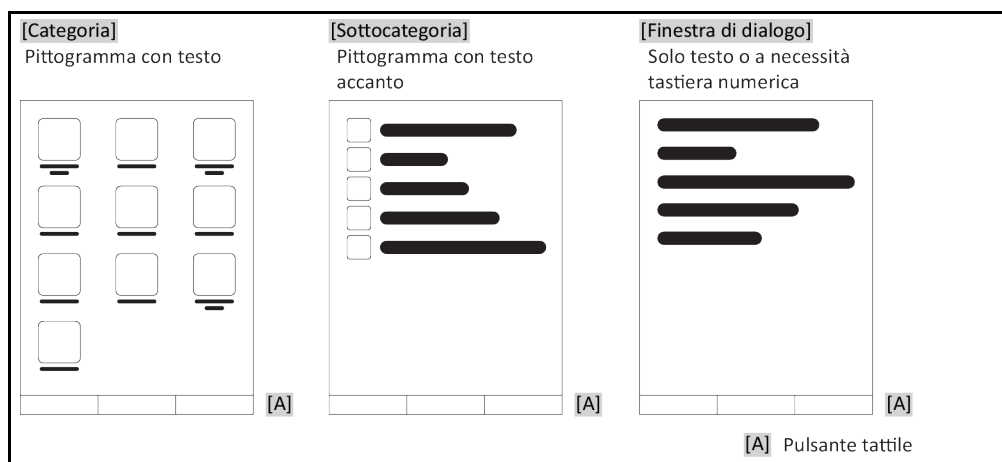 [Categoria]
Pittogramma con testo
[Sottocategoria]
Pittogramma con testo
accanto
[Finestra di dialogo]
Solo testo o a necessità
tastiera numerica
[A]
[A]
[A]
[A] Pulsante tattile